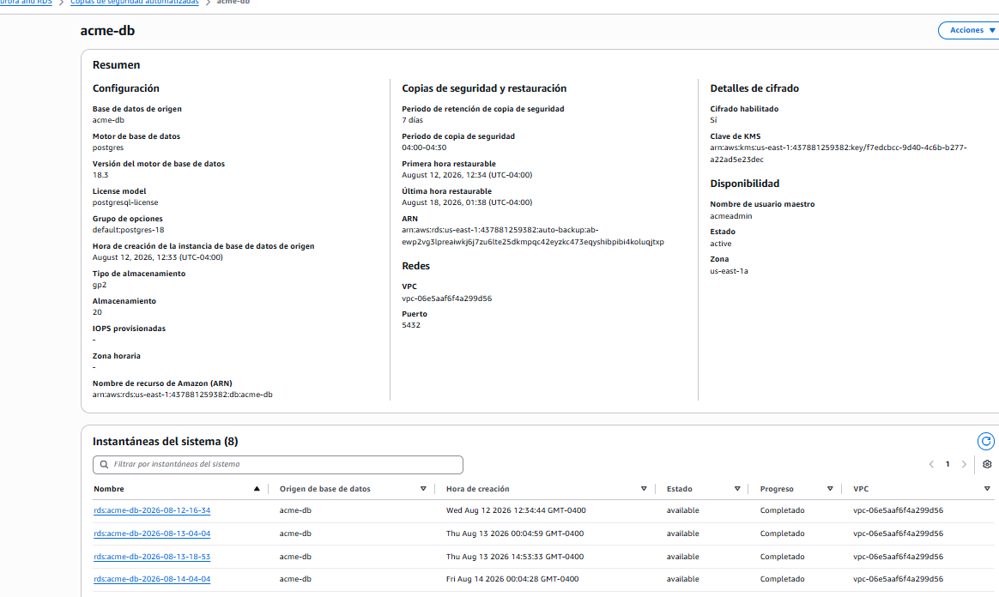 Copias de seguridad automatizadas
acme-db
acme-db
Acciones
Resumen
Configuración
Base de datos de origen
acme-db
Motor de base de datos
postgres
Versión del motor de base de datos
18.3
License model
postgresql-license
Grupo de opciones
default:postgres-18
Hora de creación de la instancia de base de datos de origen
August 12, 2026, 12:33 (UTC-04:00)
Tipo de almacenamiento
gp2
Almacenamiento
20
IOPS provisionadas
-
Zona horaria
-
Nombre de recurso de Amazon (ARN)
arn:aws:rds:us-east-1:437881259382:db:acme-db
Copias de seguridad y restauración
Periodo de retención de copia de seguridad
7 días
Periodo de copia de seguridad
04:00-04:30
Primera hora restaurable
August 12, 2026, 12:34 (UTC-04:00)
Última hora restaurable
August 18, 2026, 01:38 (UTC-04:00)
ARN
arn:aws:rds:us-east-1:437881259382:auto-backup:ab-
ewp2vg3lpreaiwkj6j7zu6lte25dkmpqc42eyzkc473eqyshibpibi4koluqjtxp
Redes
VPC
vpc-06e5aaf6f4a299d56
Puerto
5432
Detalles de cifrado
Cifrado habilitado
Sí
Clave de KMS
arn:aws:kms:us-east-1:437881259382:key/f7edcbcc-9d40-4c6b-b277-
a22ad5e23dec
Disponibilidad
Nombre de usuario maestro
acmeadmin
Estado
active
Zona
us-east-1a
Instantáneas del sistema (8)
Filtrar por instantáneas del sistema
1
Nombre Origen de base de datos Hora de creación Estado Progreso VPC
rds:acme-db-2026-08-12-16-34 acme-db Wed Aug 12 2026 12:34:44 GMT-0400 available Completado vpc-06e5aaf6f4a299d56
rds:acme-db-2026-08-13-04-04 acme-db Thu Aug 13 2026 00:04:59 GMT-0400 available Completado vpc-06e5aaf6f4a299d56
rds:acme-db-2026-08-13-18-53 acme-db Thu Aug 13 2026 14:53:33 GMT-0400 available Completado vpc-06e5aaf6f4a299d56
rds:acme-db-2026-08-14-04-04 acme-db Fri Aug 14 2026 00:04:28 GMT-0400 available Completado vpc-06e5aaf6f4a299d56